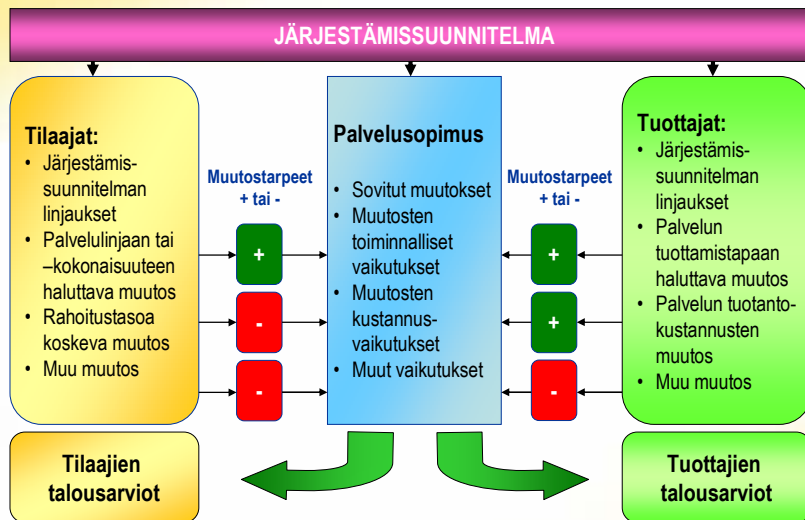 JÄRJESTÄMISSUUNNITELMA
Tilaajat:
• Järjestämis-
suunnitelman
linjaukset
• Palvelulinjaan tai
–kokonaisuuteen
haluttava muutos
• Rahoitustasoa
koskeva muutos
• Muu muutos
Muutostarpeet
+ tai -
+
-
-
Palvelusopimus
• Sovitut muutokset
• Muutosten
toiminnalliset
vaikutukset
• Muutosten
kustannus-
vaikutukset
• Muut vaikutukset
Muutostarpeet
+ tai -
+
+
-
Tuottajat:
• Järjestämis-
suunnitelman
linjaukset
• Palvelun
tuottamistapaan
haluttava muutos
• Palvelun tuotanto-
kustannusten
muutos
• Muu muutos
Tilaajien
talousarviot
Tuottajien
talousarviot